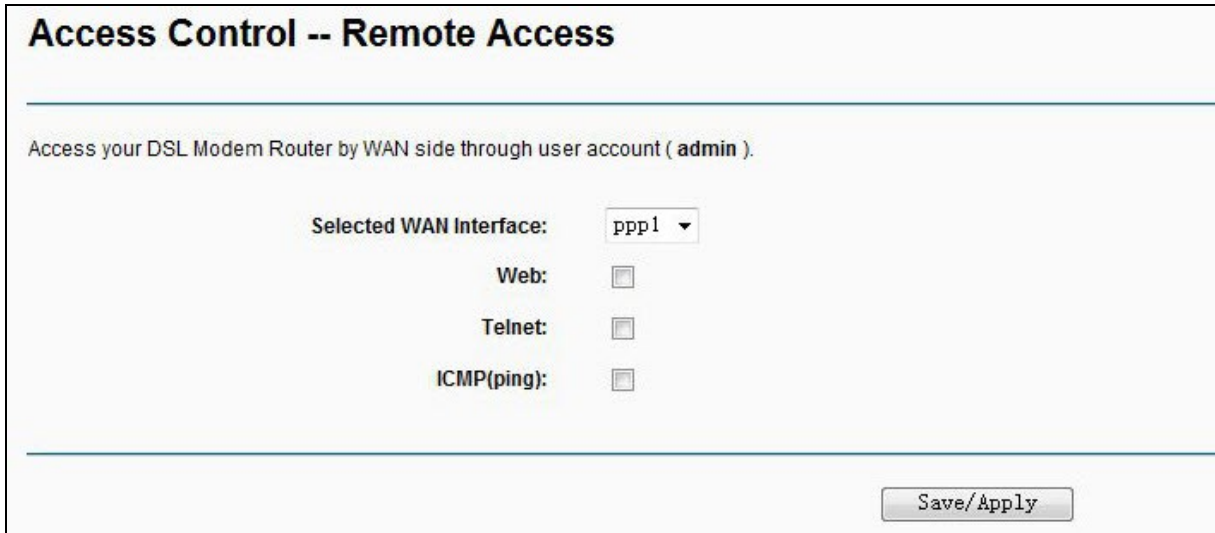 Access Control -- Remote Access
Access your DSL Modem Router by WAN side through user account ( admin ).
Selected WAN Interface: ppp1
Web:
Telnet:
ICMP(ping):
Save/Apply